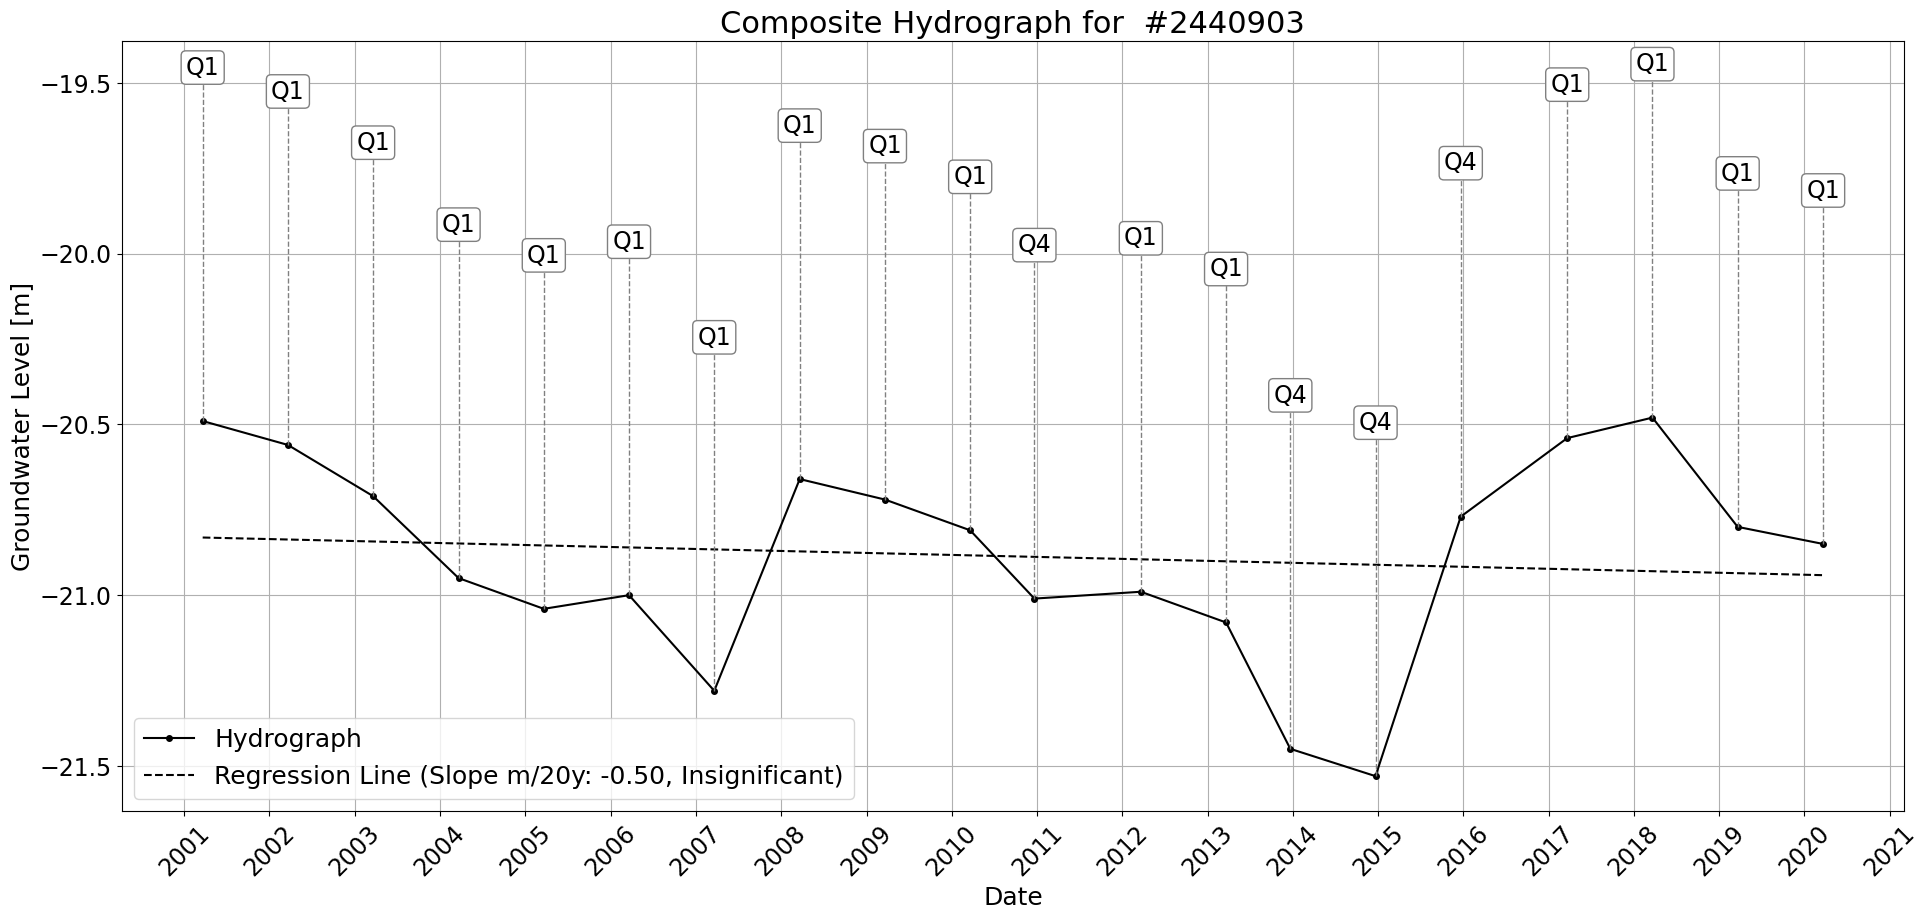 Composite Hydrograph for  #2440903
Groundwater Level [m]
−19.5
−20.0
−20.5
−21.0
−21.5
Q1
Q1
Q1
Q1
Q1
Q1
Q1
Q1
Q1
Q1
Q4
Q1
Q1
Q4
Q4
Q4
Q1
Q1
Q1
Q1
Hydrograph
Regression Line (Slope m/20y: -0.50, Insignificant)
2001
2002
2003
2004
2005
2006
2007
2008
2009
2010
2011
2012
2013
2014
2015
2016
2017
2018
2019
2020
2021
Date